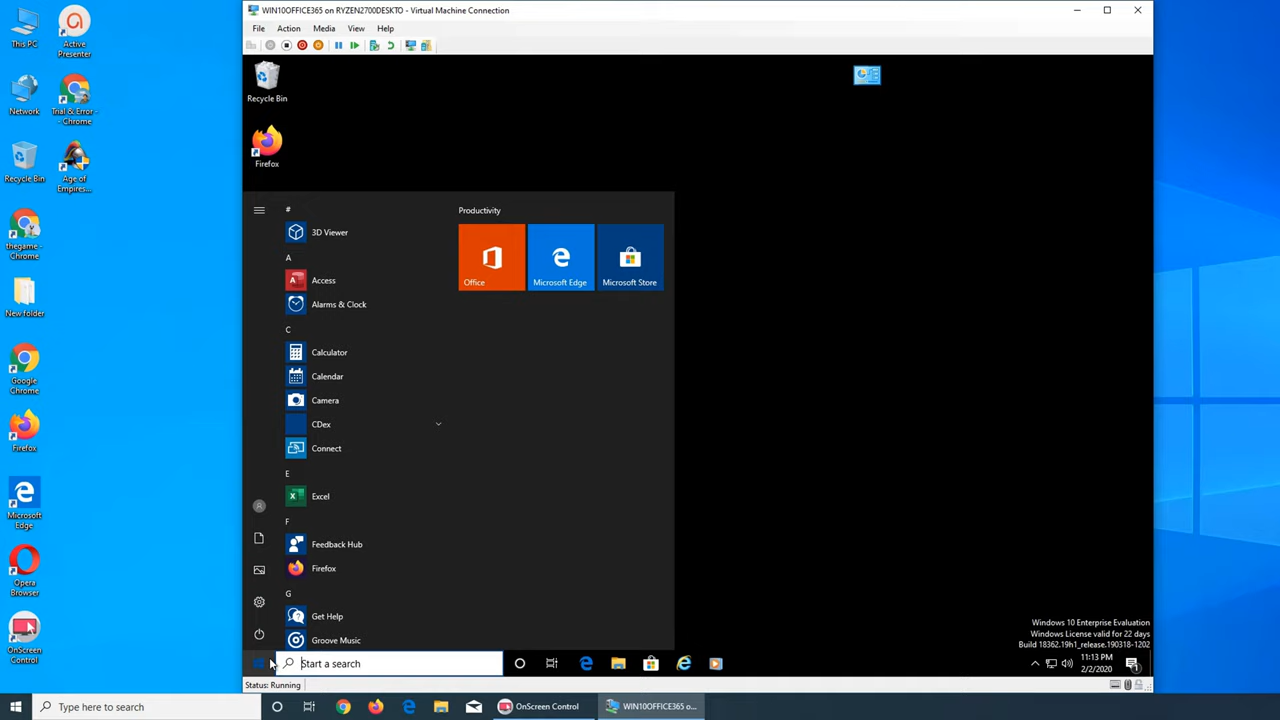 This PC
Active
Presenter
Network
Trial & Error -
- Chrome
Recycle Bin
Age of
Empires...
thegame -
Chrome
New folder
Google
Chrome
Firefox
Microsoft
Edge
Opera
Browser
OnScreen
Control
WIN10OFFICE365 on RYZEN2700DESKTO - Virtual Machine Connection
File Action Media View Help
Recycle Bin
Firefox
#
3D Viewer
A
Access
Alarms & Clock
C
Calculator
Calendar
Camera
CDex
Connect
E
Excel
F
Feedback Hub
Firefox
G
Get Help
Groove Music
Productivity
Office
Microsoft Edge
Microsoft Store
Start a search
Windows 10 Enterprise Evaluation
Windows License valid for 22 days
Build 18362.19h1_release.190318-1202
11:13 PM
2/2/2020
Status: Running
Type here to search
OnScreen Control
WIN10OFFICE365 o...